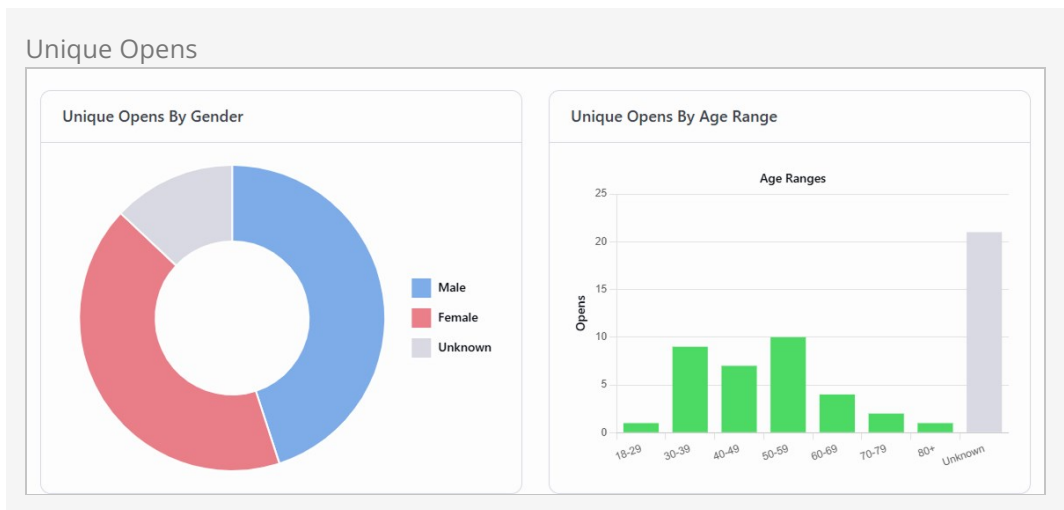 Unique Opens
Unique Opens By Gender
Male
Female
Unknown
Unique Opens By Age Range
Age Ranges
Opens
25
20
15
10
5
0
18-29
30-39
40-49
50-59
60-69
70-79
80+
Unknown